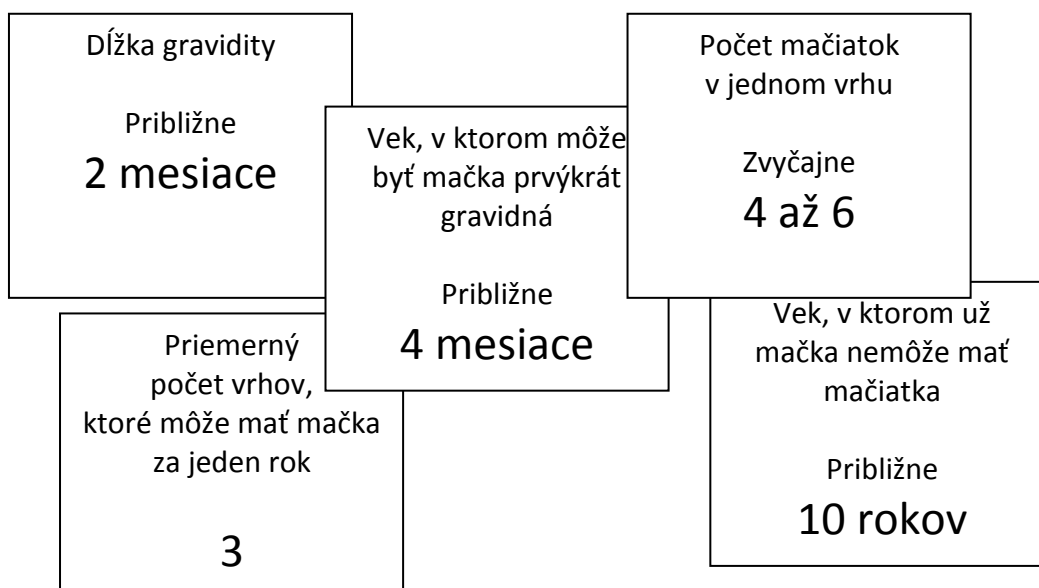 Dĺžka gravidity
Približne
2 mesiace
Vek, v ktorom môže
byť mačka prvýkrát
gravidná
Približne
4 mesiace
Počet mačiatok
v jednom vrhu
Zvyčajne
4 až 6
Priemerný
počet vrhov,
ktoré môže mať mačka
za jeden rok
3
Vek, v ktorom už
mačka nemôže mať
mačiatka
Približne
10 rokov